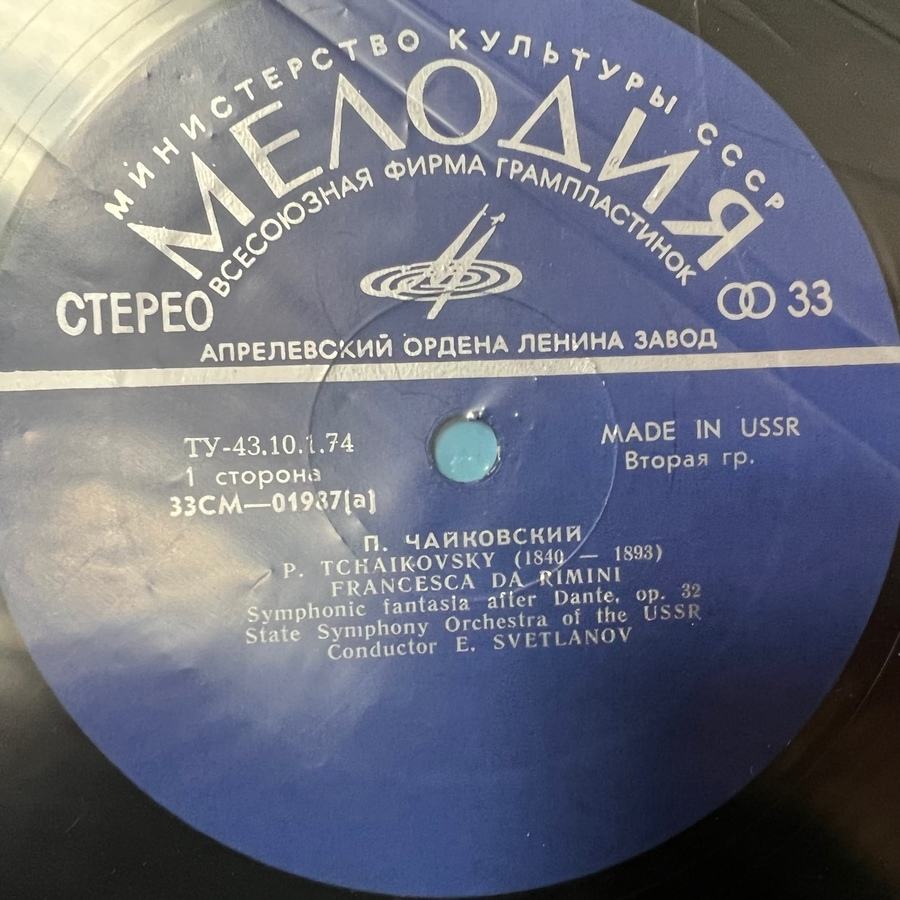 МИНИСТЕРСТВО КУЛЬТУРЫ СССР
МЕЛОДИЯ
ВСЕСОЮЗНАЯ ФИРМА ГРАМПЛАСТИНОК
СТЕРЕО
33
АПРЕЛЕВСКИЙ ОРДЕНА ЛЕНИНА ЗАВОД
ТУ-43.10.1.74
1 сторона
33СМ—01987(а)
MADE IN USSR
Вторая гр.
П. ЧАЙКОВСКИЙ
P. TCHAIKOVSKY (1840 — 1893)
FRANCESCA DA RIMINI
Symphonic fantasia after Dante, op. 32
State Symphony Orchestra of the USSR
Conductor E. SVETLANOV